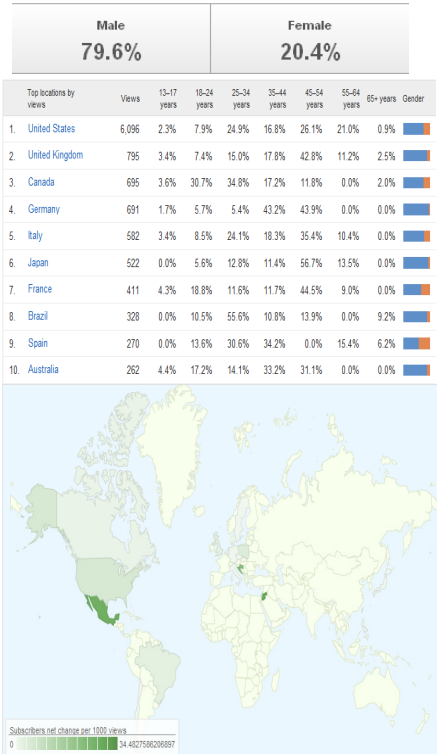 Male Female
79.6% 20.4%
Top locations by views Views 13–17 years 18–24 years 25–34 years 35–44 years 45–54 years 55–64 years 65+ years Gender
1. United States 6,096 2.3% 7.9% 24.9% 16.8% 26.1% 21.0% 0.9%
2. United Kingdom 795 3.4% 7.4% 15.0% 17.8% 42.8% 11.2% 2.5%
3. Canada 695 3.6% 30.7% 34.8% 17.2% 11.8% 0.0% 2.0%
4. Germany 691 1.7% 5.7% 5.4% 43.2% 43.9% 0.0% 0.0%
5. Italy 582 3.4% 8.5% 24.1% 18.3% 35.4% 10.4% 0.0%
6. Japan 522 0.0% 5.6% 12.8% 11.4% 56.7% 13.5% 0.0%
7. France 411 4.3% 18.8% 11.6% 11.7% 44.5% 9.0% 0.0%
8. Brazil 328 0.0% 10.5% 55.6% 10.8% 13.9% 0.0% 9.2%
9. Spain 270 0.0% 13.6% 30.6% 34.2% 0.0% 15.4% 6.2%
10. Australia 262 4.4% 17.2% 14.1% 33.2% 31.1% 0.0% 0.0%
Subscribers net change per 1000 views
0 34.4827586206897